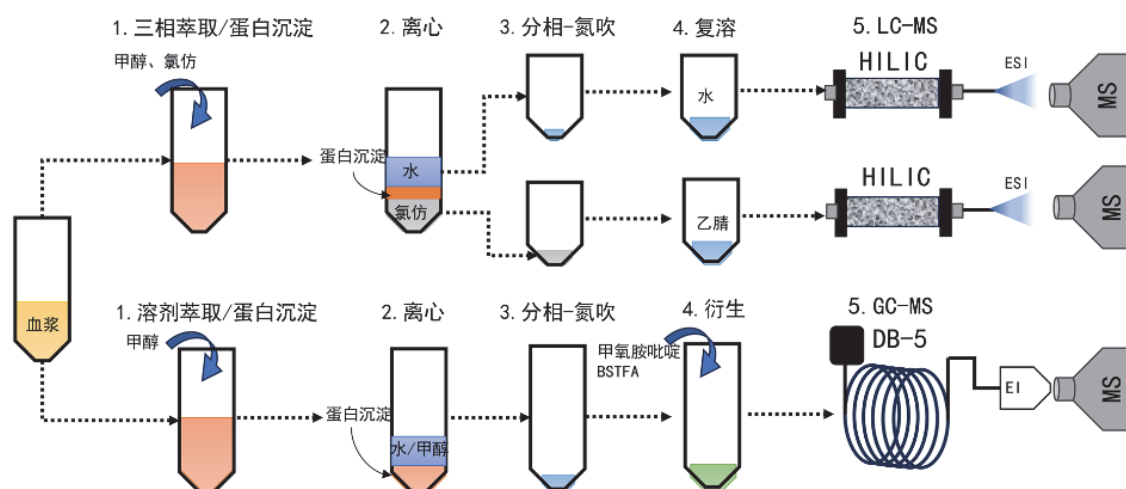 1. 三相萃取/蛋白沉淀
2. 离心
3. 分相-氮吹
4. 复溶
5. LC-MS
甲醇、氯仿
HILIC
ESI
MS
水
蛋白沉淀
水
氯仿
HILIC
ESI
MS
乙腈
血浆
1. 溶剂萃取/蛋白沉淀
2. 离心
3. 分相-氮吹
4. 衍生
5. GC-MS
甲醇
DB-5
甲氧胺吡啶
BSTFA
EI
MS
蛋白沉淀
水/甲醇